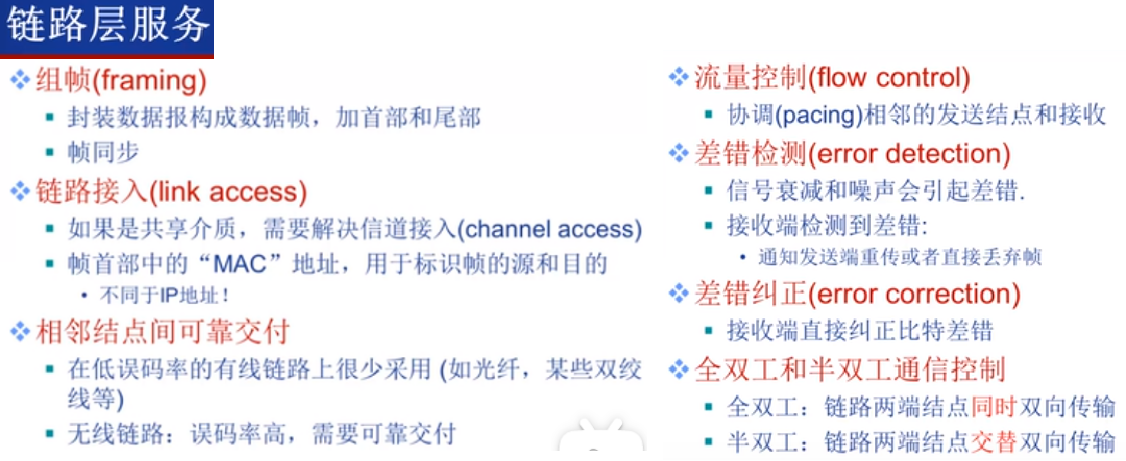 链路层服务
组帧(framing)
封装数据报构成数据帧，加首部和尾部
帧同步
链路接入(link access)
如果是共享介质，需要解决信道接入(channel access)
帧首部中的“MAC”地址，用于标识帧的源和目的
不同于IP地址！
相邻结点间可靠交付
在低误码率的有线链路上很少采用 (如光纤，某些双绞
线等)
无线链路：误码率高，需要可靠交付
流量控制(flow control)
协调(pacing)相邻的发送结点和接收
差错检测(error detection)
信号衰减和噪声会引起差错.
接收端检测到差错:
通知发送端重传或者直接丢弃帧
差错纠正(error correction)
接收端直接纠正比特差错
全双工和半双工通信控制
全双工：链路两端结点同时双向传输
半双工：链路两端结点交替双向传输